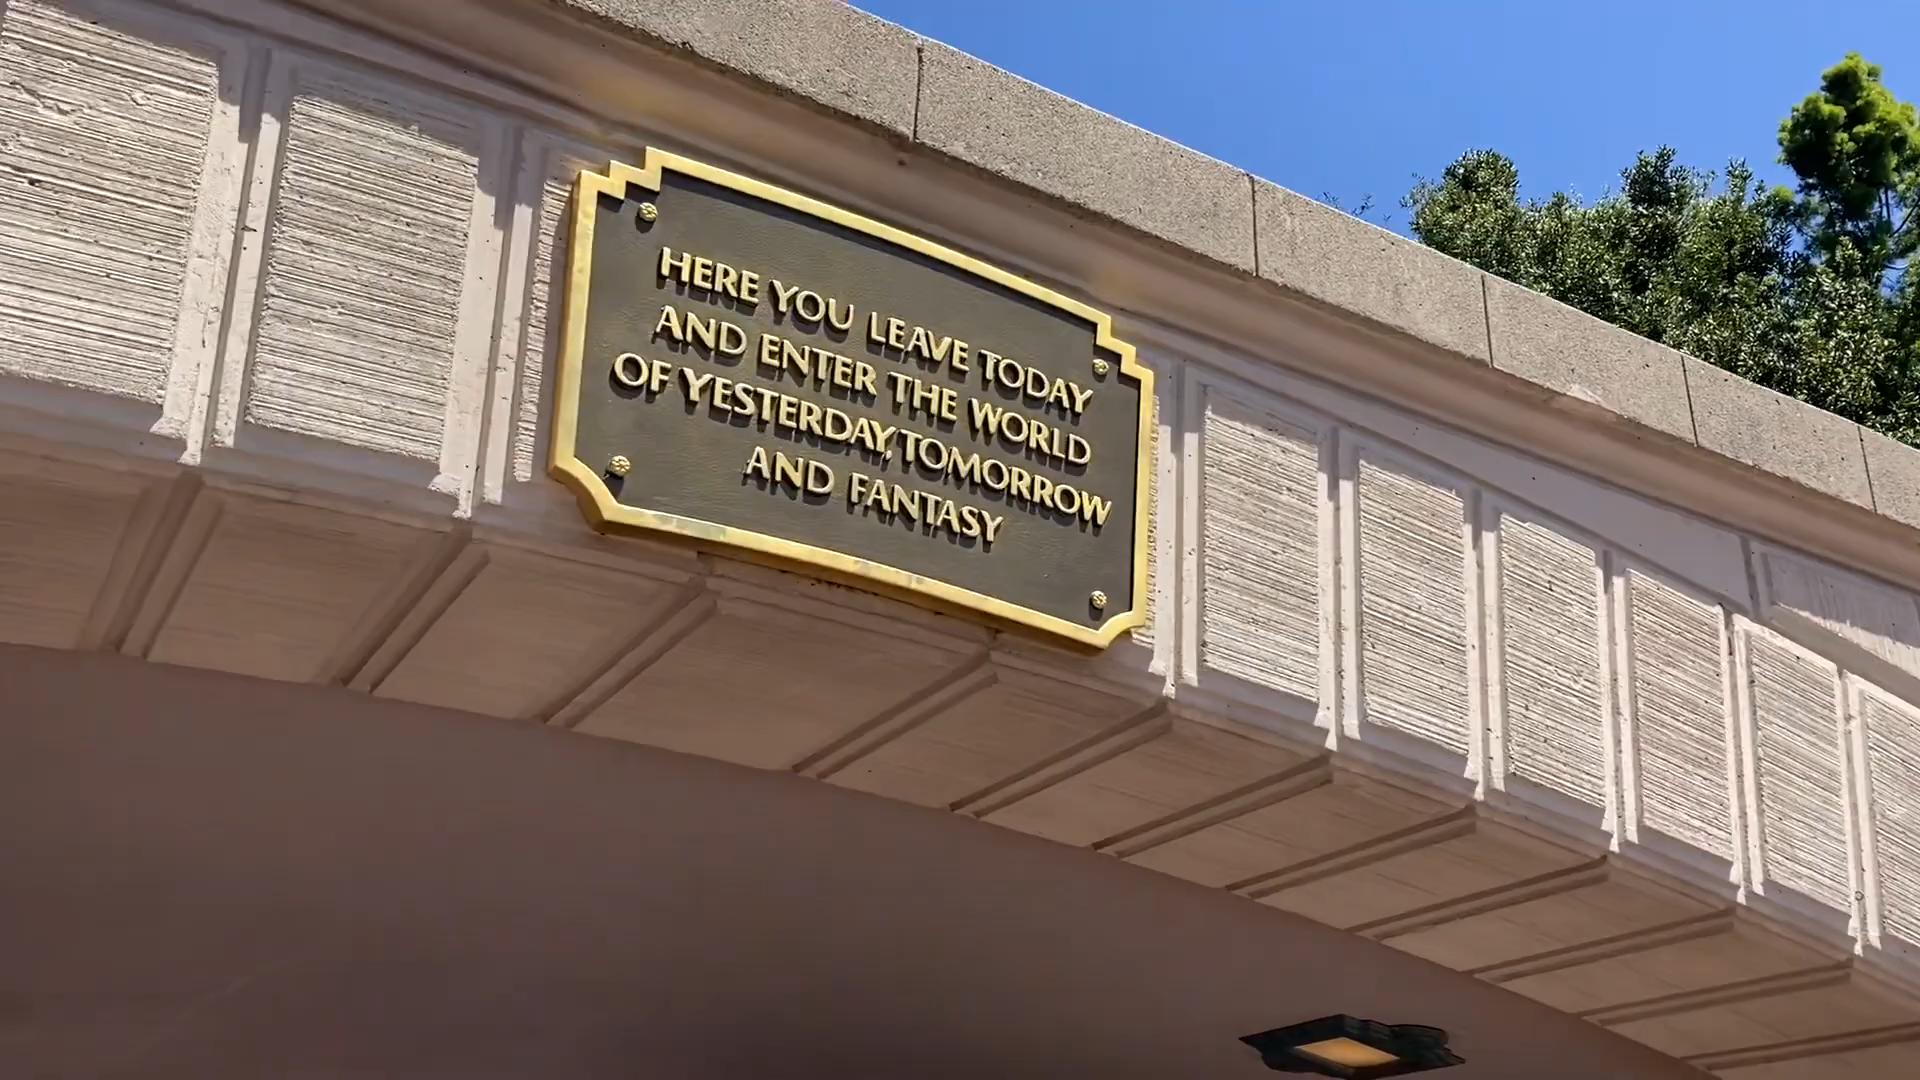 HERE YOU LEAVE TODAY
AND ENTER THE WORLD
OF YESTERDAY, TOMORROW
AND FANTASY